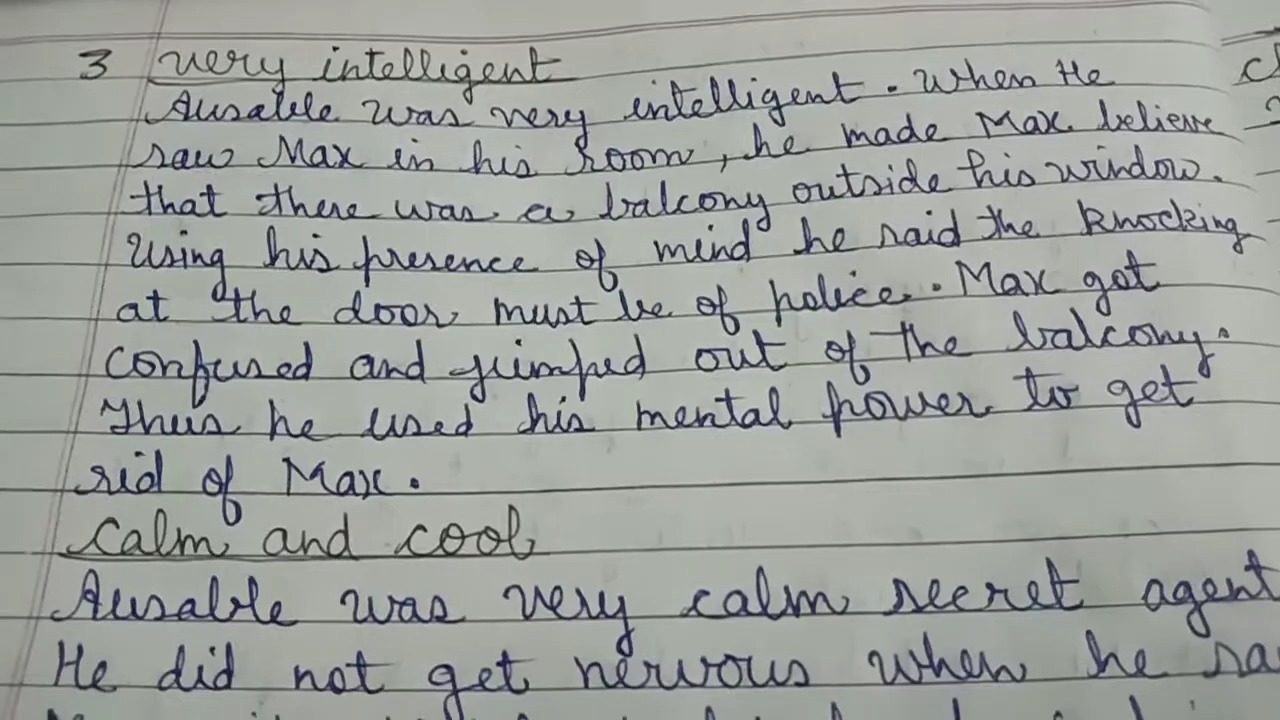 3 very intelligent
Ausable was very intelligent. When He
saw Max in his room, he made Max believe
that there was a balcony outside his window.
Using his presence of mind he said the knocking
at the door must be of police. Max got
confused and jumped out of the balcony.
Thus he used his mental power to get
rid of Max.
Calm and cool
Ausable was very calm secret agent
He did not get nervous when he sa